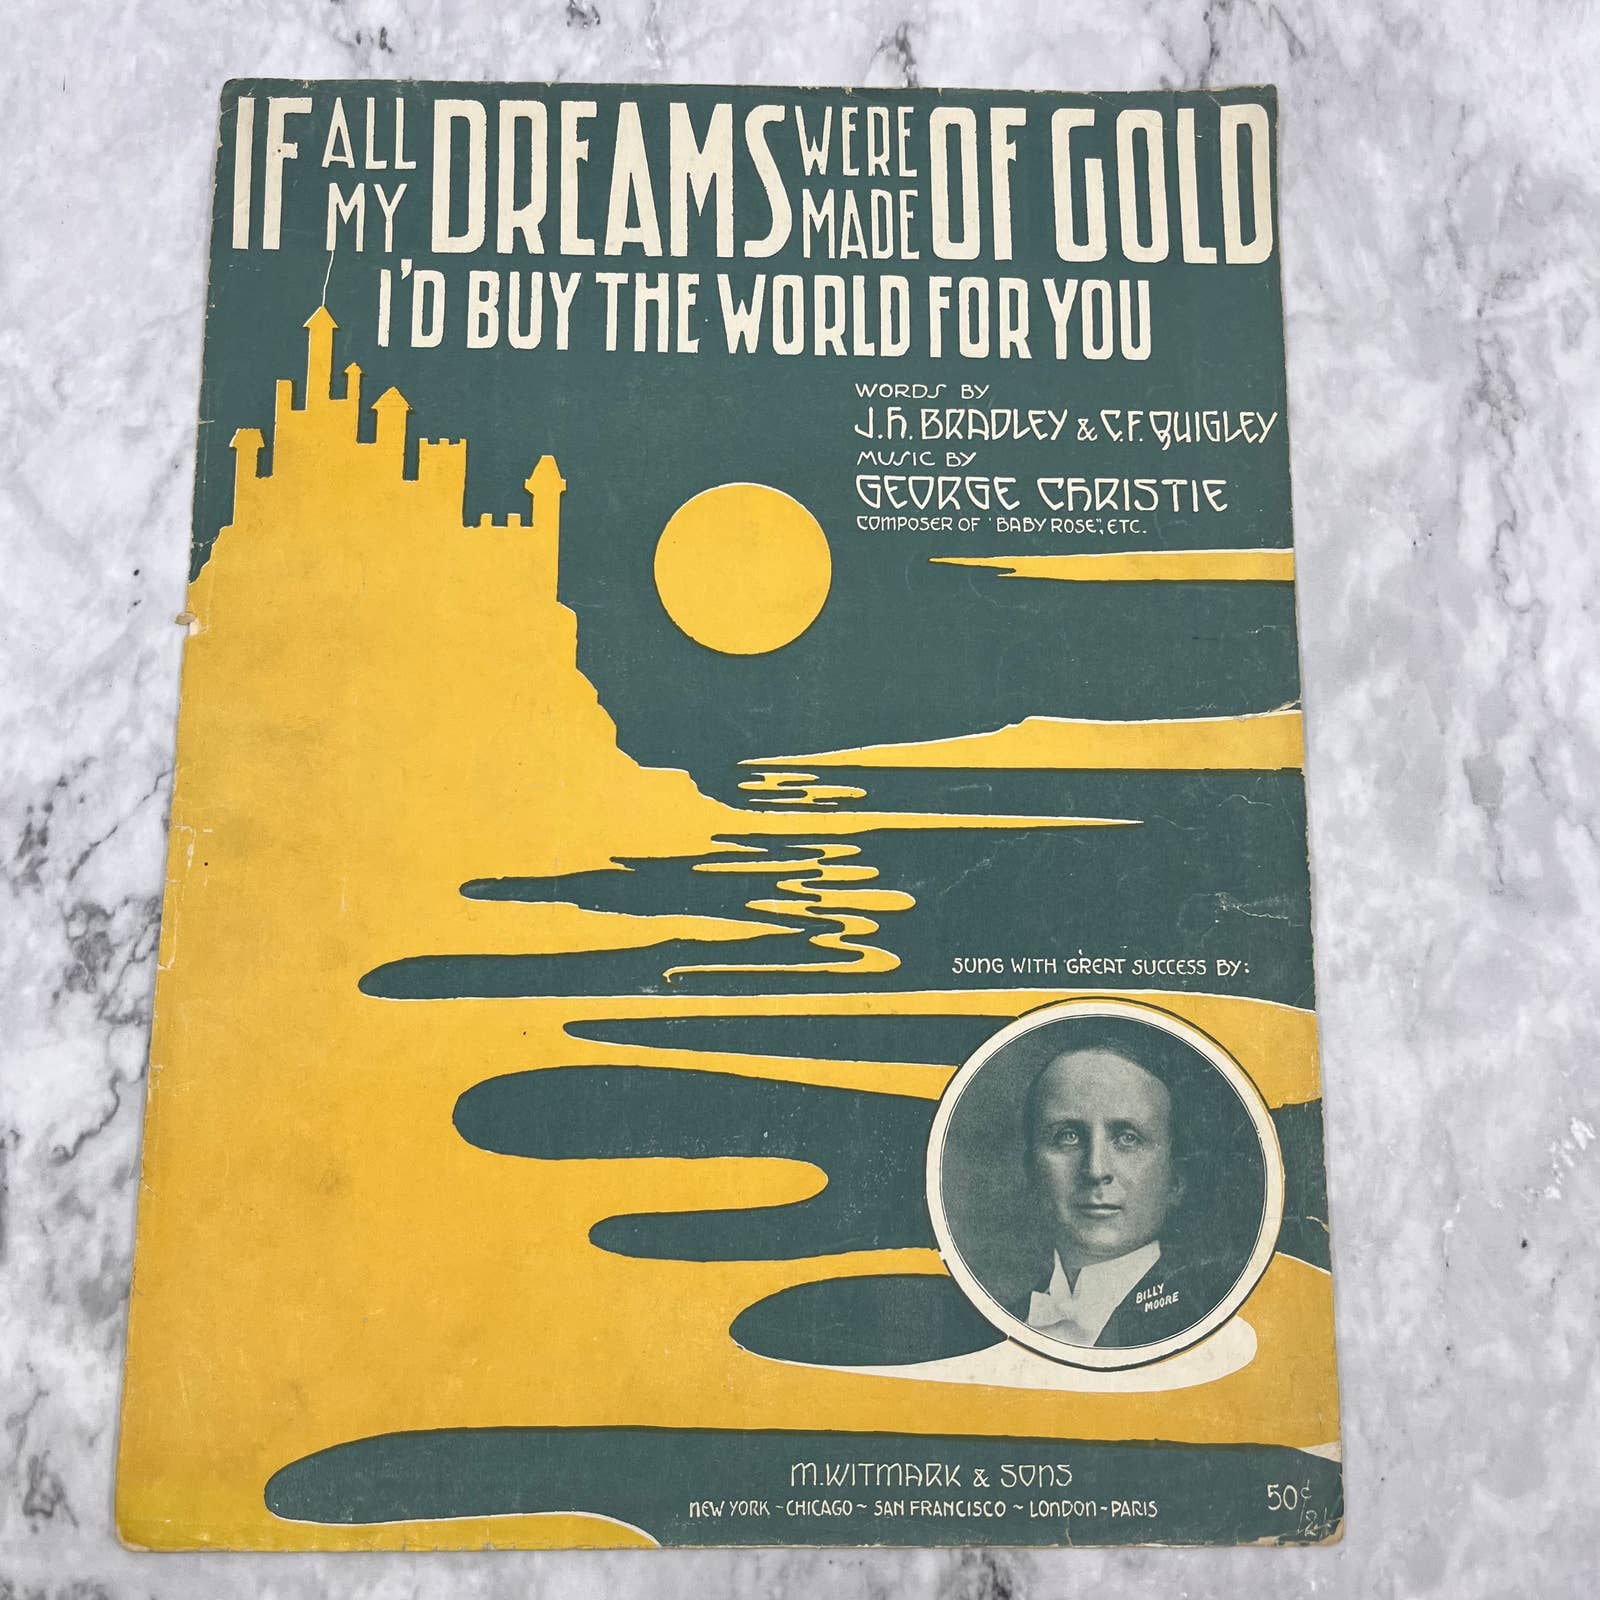 IF ALL MY DREAMS WERE MADE OF GOLD
I'D BUY THE WORLD FOR YOU
WORDS BY
J.H. BRADLEY & C.F. QUIGLEY
MUSIC BY
GEORGE CHRISTIE
COMPOSER OF "BABY ROSE", ETC.
SUNG WITH GREAT SUCCESS BY:
BILLY
MOORE
M. WITMARK & SONS
NEW YORK ~ CHICAGO ~ SAN FRANCISCO ~ LONDON ~ PARIS
50¢